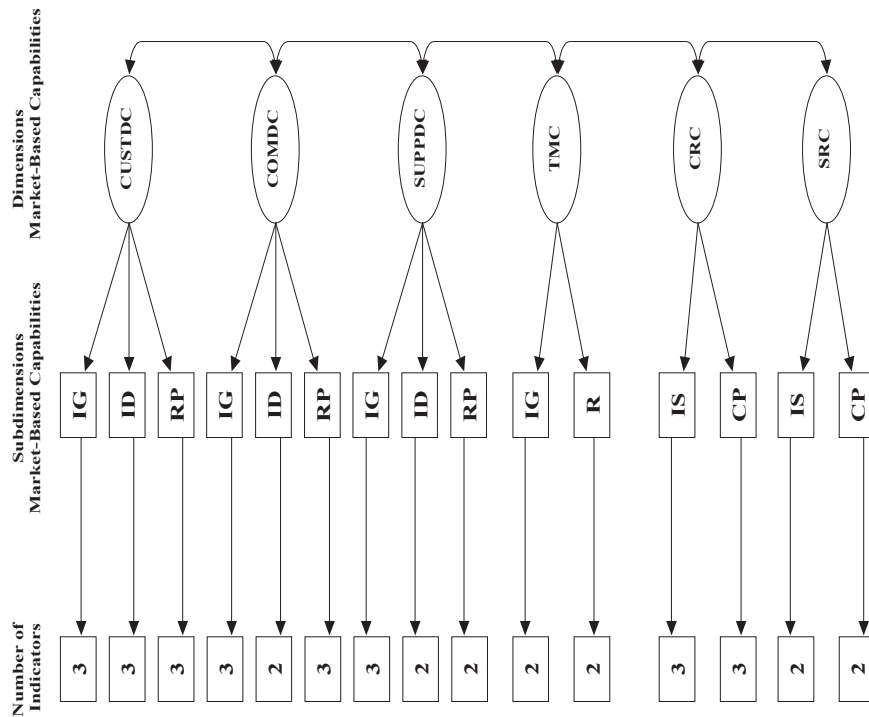 Dimensions
Market-Based Capabilities
CUSTDC
COMDC
SUPPDC
TMC
CRC
SRC
Subdimensions
Market-Based Capabilities
IG
ID
RP
IG
ID
RP
IG
ID
RP
IG
R
IS
CP
IS
CP
Number of
Indicators
3
3
3
3
2
3
3
2
2
2
2
3
3
2
2